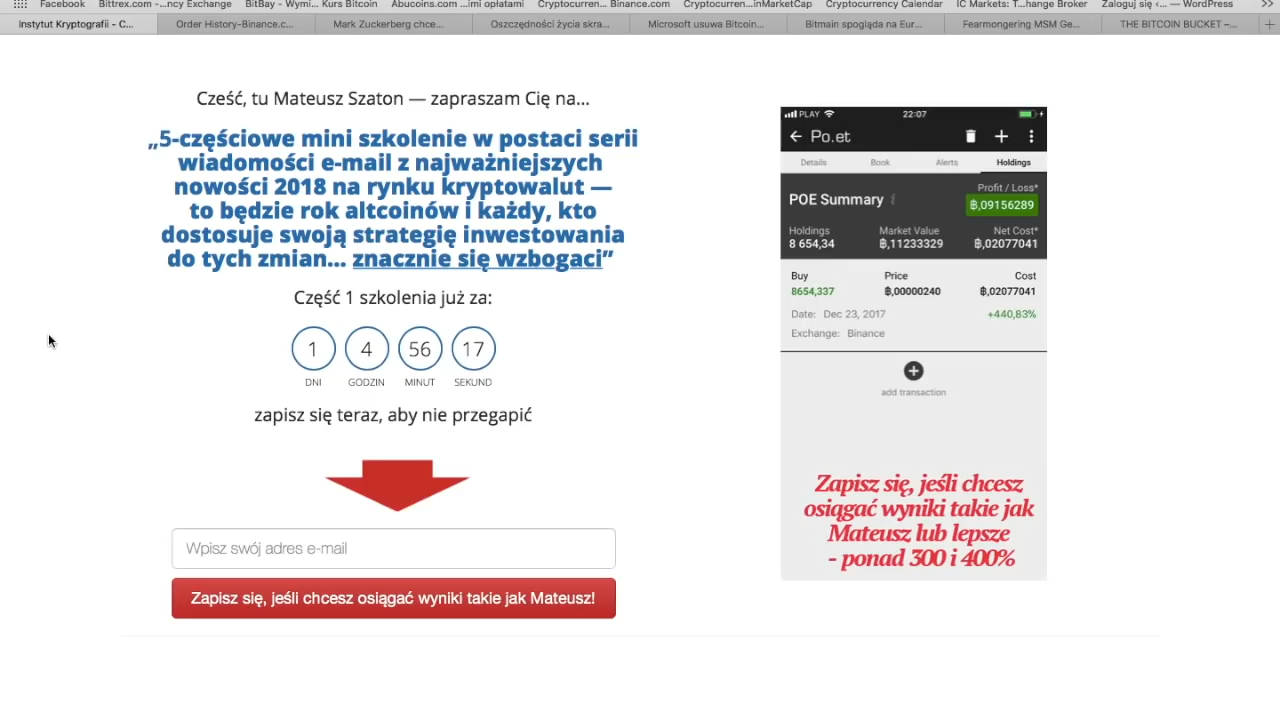 Facebook Bittrex.com -...ncy Exchange BitBay - Wymi... Kurs Bitcoin Abucoins.com ...imi opłatami Cryptocurren... Binance.com Cryptocurren...inMarketCap Cryptocurrency Calendar IC Markets: T...hange Broker Zaloguj się ‹... — WordPress
Instytut Kryptografii - C... Order History-Binance.c... Mark Zuckerberg chce... Oszczędności życia skra... Microsoft usuwa Bitcoin... Bitmain spogląda na Eur... Fearmongering MSM Ge... THE BITCOIN BUCKET –...
Cześć, tu Mateusz Szaton — zapraszam Cię na...
„5-częściowe mini szkolenie w postaci serii
wiadomości e-mail z najważniejszych
nowości 2018 na rynku kryptowalut —
to będzie rok altcoinów i każdy, kto
dostosuje swoją strategię inwestowania
do tych zmian... znacznie się wzbogaci”
Część 1 szkolenia już za:
1 4 56 17
DNI GODZIN MINUT SEKUND
zapisz się teraz, aby nie przegapić
Wpisz swój adres e-mail
Zapisz się, jeśli chcesz osiągać wyniki takie jak Mateusz!
PLAY 22:07
Po.et
Details Book Alerts Holdings
Profit / Loss*
POE Summary ฿,09156289
Holdings Market Value Net Cost*
8 654,34 ฿,11233329 ฿,02077041
Buy Price Cost
8654,337 ฿,00000240 ฿,02077041
Date: Dec 23, 2017 +440,83%
Exchange: Binance
add transaction
Zapisz się, jeśli chcesz
osiągać wyniki takie jak
Mateusz lub lepsze
- ponad 300 i 400%